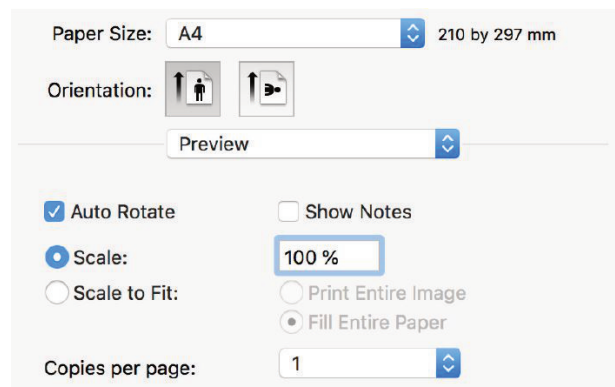 Paper Size: A4 210 by 297 mm
Orientation:
Preview
Auto Rotate Show Notes
Scale: 100 %
Scale to Fit: Print Entire Image
Fill Entire Paper
Copies per page: 1